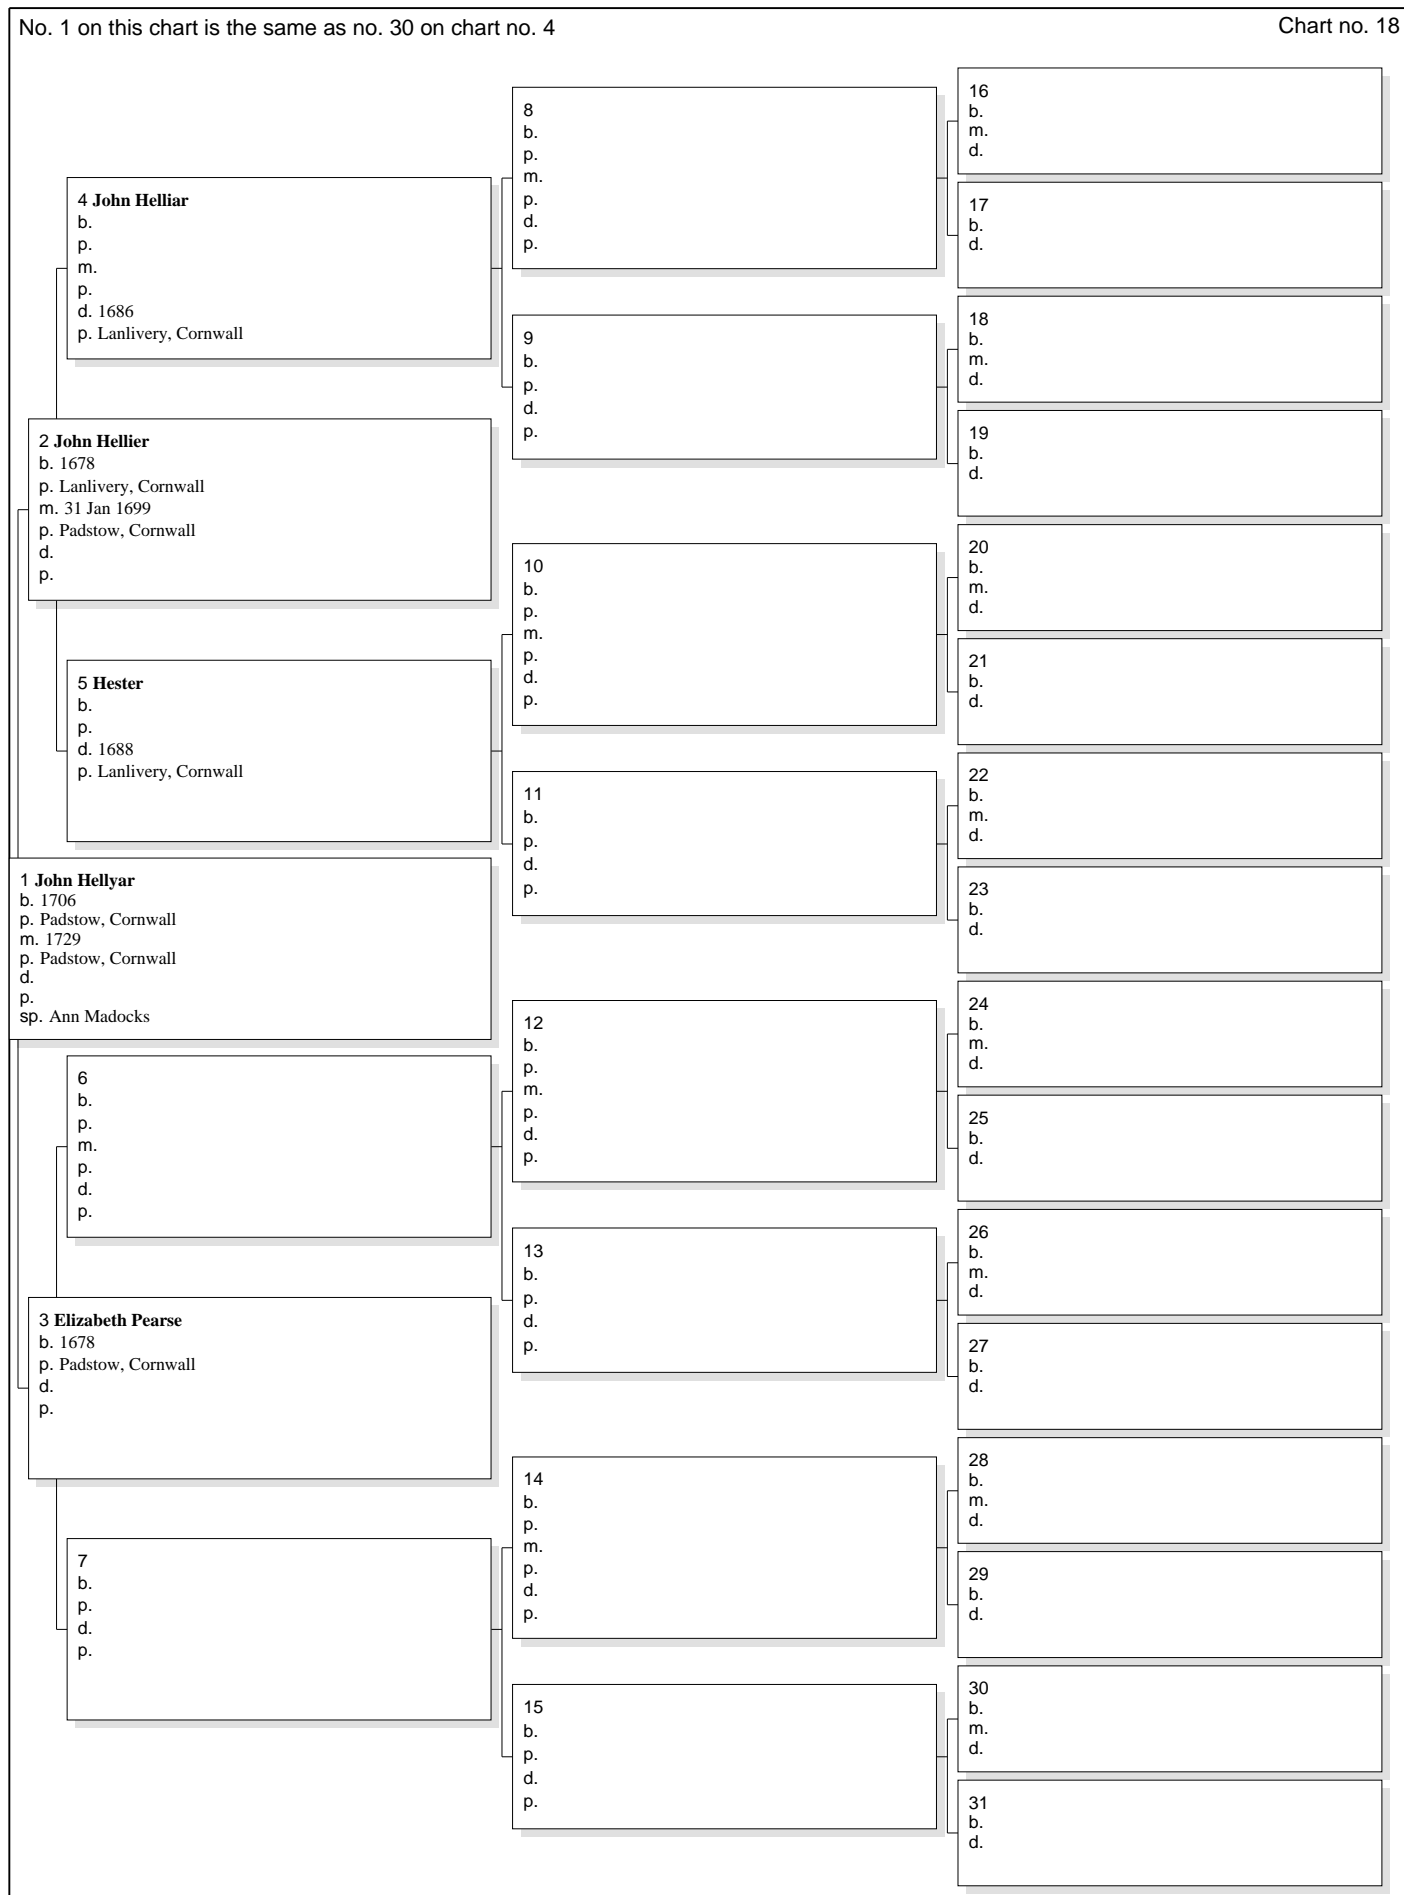 No. 1 on this chart is the same as no. 30 on chart no. 4
Chart no. 18
1 John Hellyar
b. 1706
p. Padstow, Cornwall
m. 1729
p. Padstow, Cornwall
d.
p.
sp. Ann Madocks
2 John Hellier
b. 1678
p. Lanlivery, Cornwall
m. 31 Jan 1699
p. Padstow, Cornwall
d.
p.
3 Elizabeth Pearse
b. 1678
p. Padstow, Cornwall
d.
p.
4 John Helliar
b.
p.
m.
p.
d. 1686
p. Lanlivery, Cornwall
5 Hester
b.
p.
d. 1688
p. Lanlivery, Cornwall
6
b.
p.
m.
p.
d.
p.
7
b.
p.
d.
p.
8
b.
p.
m.
p.
d.
p.
9
b.
p.
d.
p.
10
b.
p.
m.
p.
d.
p.
11
b.
p.
d.
p.
12
b.
p.
m.
p.
d.
p.
13
b.
p.
d.
p.
14
b.
p.
m.
p.
d.
p.
15
b.
p.
d.
p.
16
b.
m.
d.
17
b.
d.
18
b.
m.
d.
19
b.
d.
20
b.
m.
d.
21
b.
d.
22
b.
m.
d.
23
b.
d.
24
b.
m.
d.
25
b.
d.
26
b.
m.
d.
27
b.
d.
28
b.
m.
d.
29
b.
d.
30
b.
m.
d.
31
b.
d.